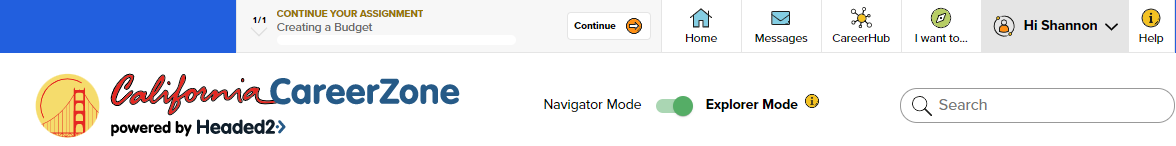 1/1
CONTINUE YOUR ASSIGNMENT
Creating a Budget
Continue
Home
Messages
CareerHub
I want to...
Hi Shannon
Help
California CareerZone
powered by Headed2
Navigator Mode
Explorer Mode
Search